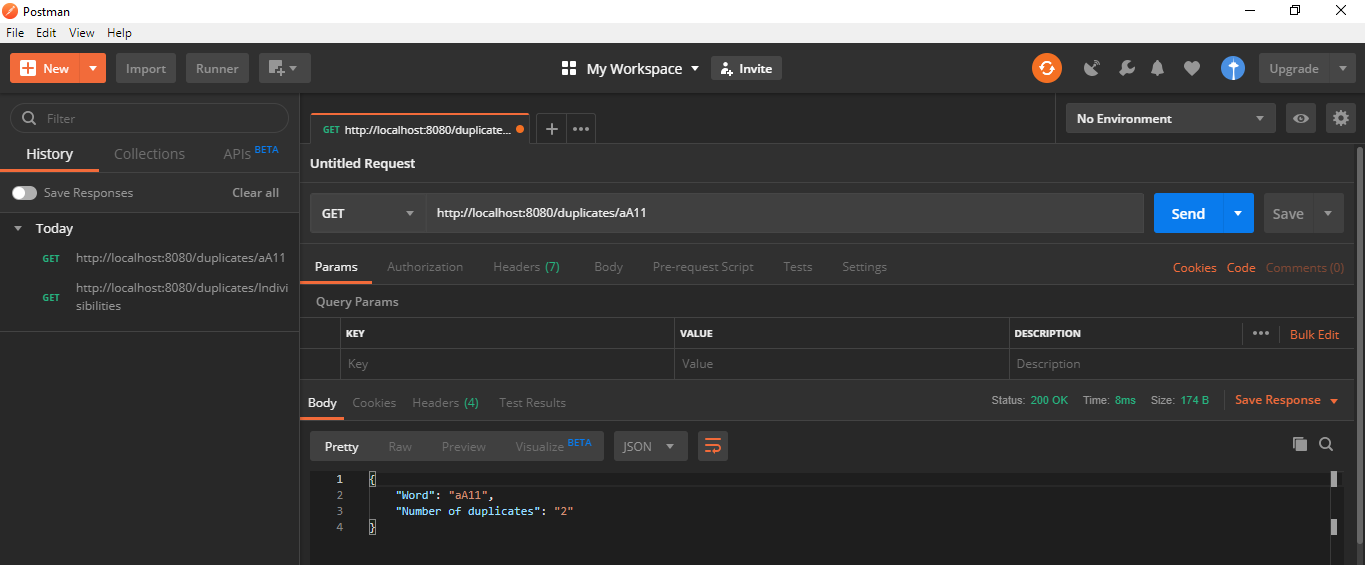 Postman
File Edit View Help
New Import Runner My Workspace Invite Upgrade
Filter
History Collections APIs BETA
Save Responses Clear all
Today
GET http://localhost:8080/duplicates/aA11
GET http://localhost:8080/duplicates/Indivi
sibilities
GET http://localhost:8080/duplicate... No Environment
Untitled Request
GET http://localhost:8080/duplicates/aA11 Send Save
Params Authorization Headers (7) Body Pre-request Script Tests Settings Cookies Code Comments (0)
Query Params
KEY VALUE DESCRIPTION Bulk Edit
Key Value Description
Body Cookies Headers (4) Test Results Status: 200 OK Time: 8ms Size: 174 B Save Response
Pretty Raw Preview Visualize BETA JSON
1 {
2 "Word": "aA11",
3 "Number of duplicates": "2"
4 }